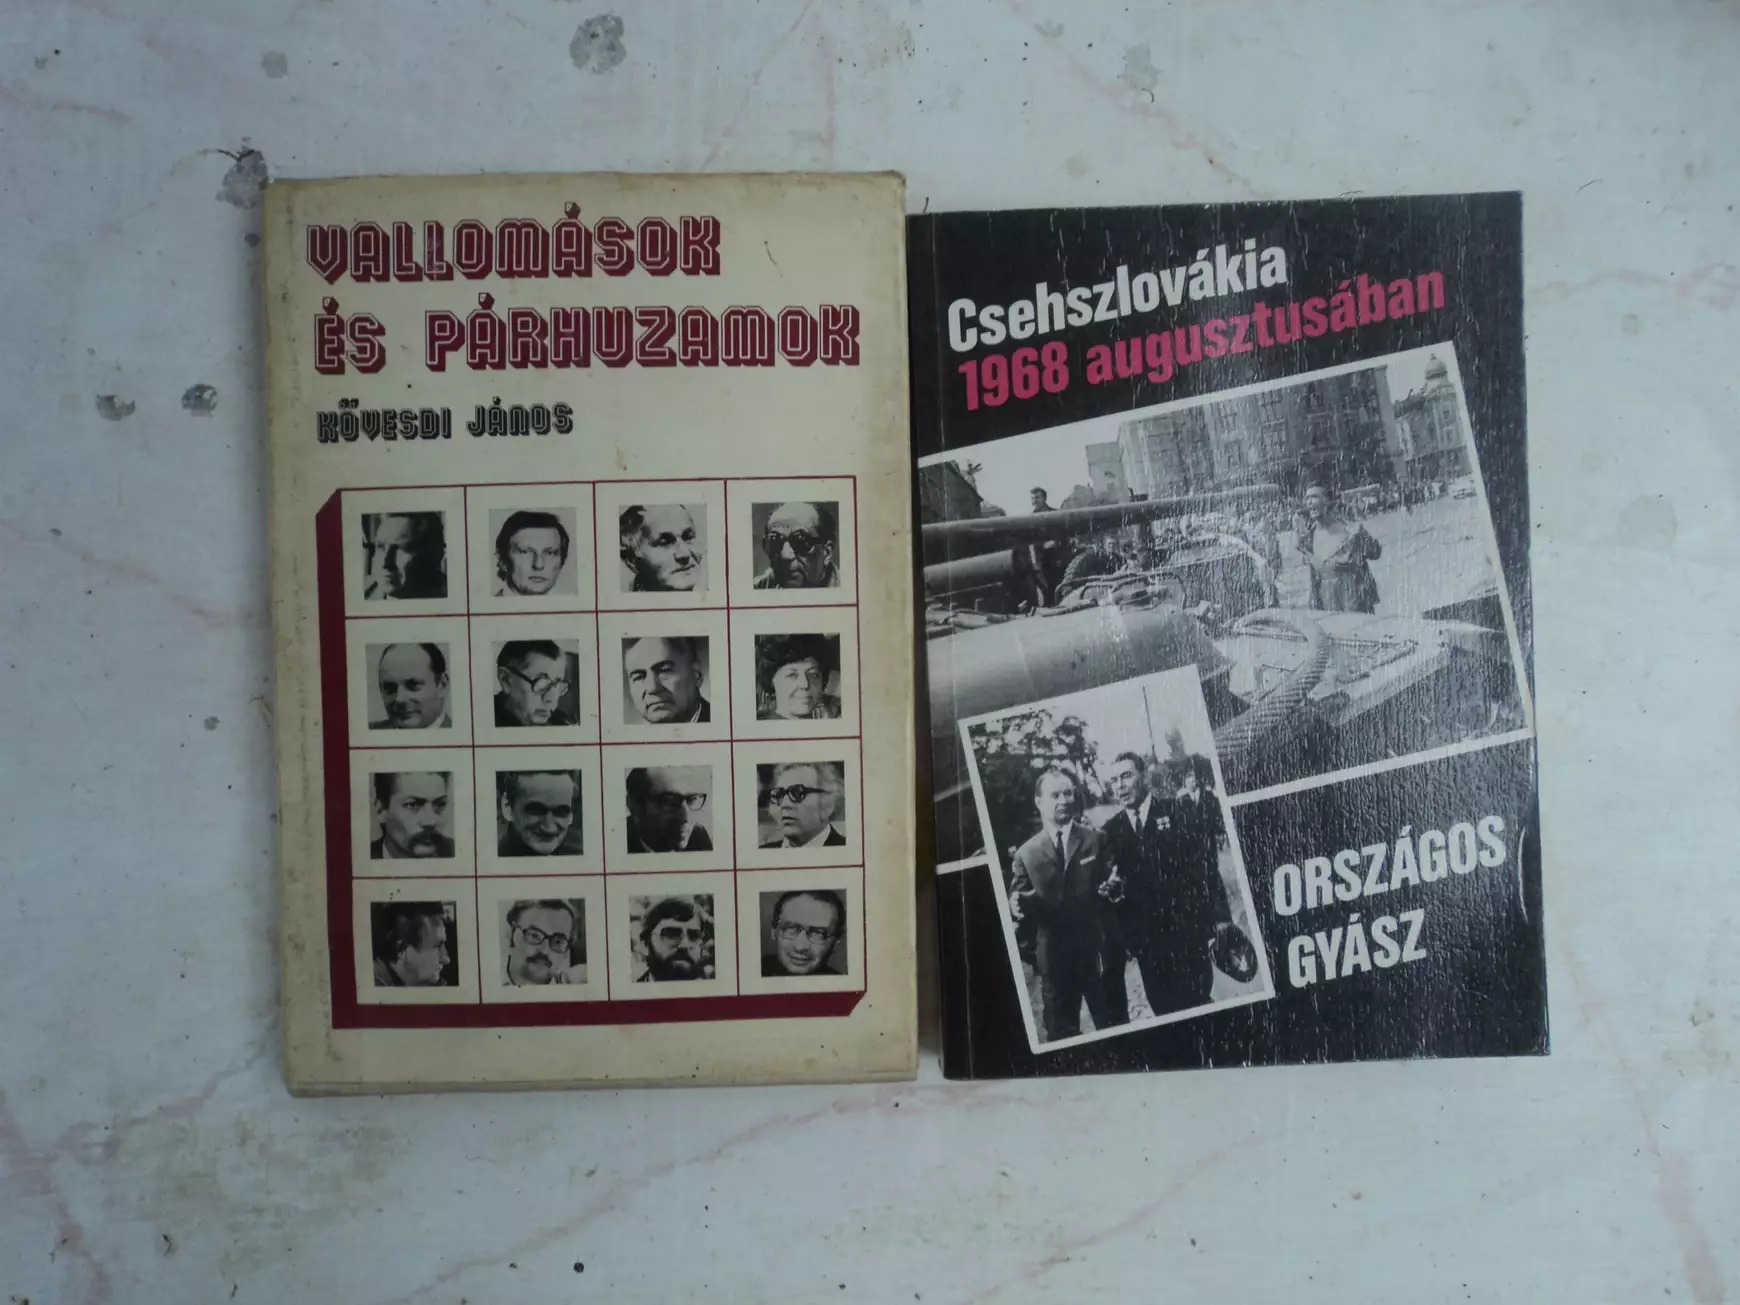 VALLOMÁSOK
ÉS PÁRHUZAMOK
KÖVESDI JÁNOS
Csehszlovákia
1968 augusztusában
ORSZÁGOS
GYÁSZ